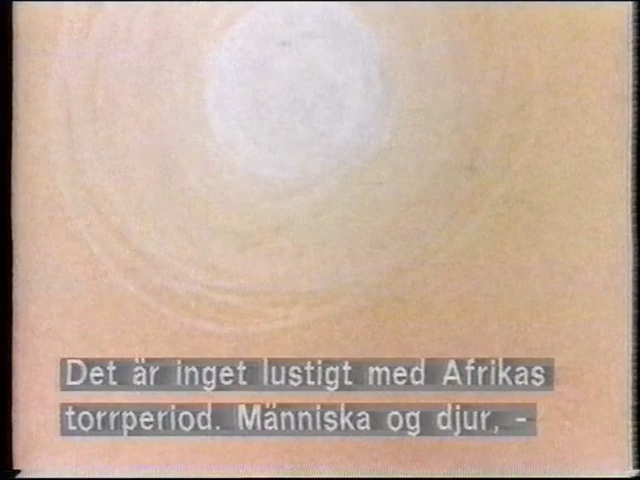 Det är inget lustigt med Afrikas
torrperiod. Människa og djur, -